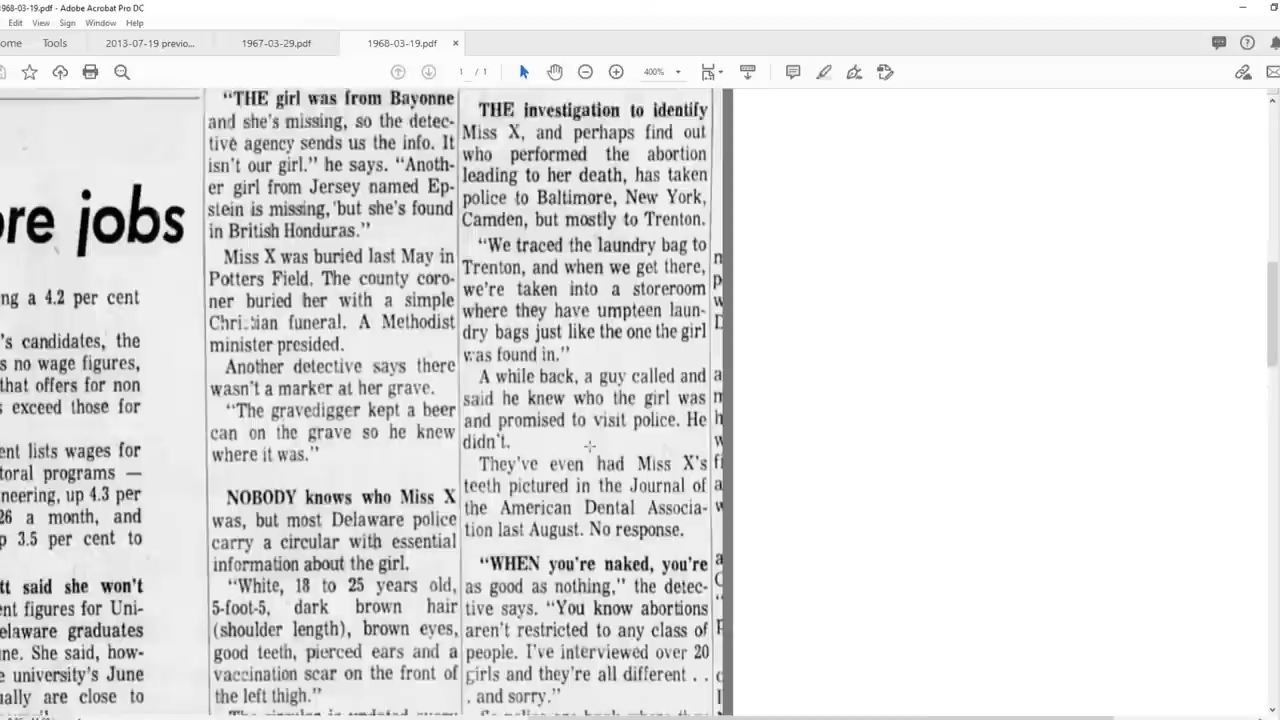 1968-03-19.pdf - Adobe Acrobat Pro DC
Edit View Sign Window Help
ome Tools 2013-07-19 previo... 1967-03-29.pdf 1968-03-19.pdf ×
1 / 1 400%
ore jobs
ng a 4.2 per cent
's candidates, the
s no wage figures,
that offers for non
s exceed those for
ent lists wages for
toral programs —
neering, up 4.3 per
26 a month, and
p 3.5 per cent to
tt said she won't
ent figures for Uni-
elaware graduates
ne. She said, how-
e university's June
ually are close to
"THE girl was from Bayonne
and she's missing, so the detec-
tive agency sends us the info. It
isn't our girl." he says. "Anoth-
er girl from Jersey named Ep-
stein is missing, but she's found
in British Honduras."
Miss X was buried last May in
Potters Field. The county coro-
ner buried her with a simple
Christian funeral. A Methodist
minister presided.
Another detective says there
wasn't a marker at her grave.
"The gravedigger kept a beer
can on the grave so he knew
where it was."
NOBODY knows who Miss X
was, but most Delaware police
carry a circular with essential
information about the girl.
"White, 18 to 25 years old,
5-foot-5, dark brown hair
(shoulder length), brown eyes,
good teeth, pierced ears and a
vaccination scar on the front of
the left thigh."
THE investigation to identify
Miss X, and perhaps find out
who performed the abortion
leading to her death, has taken
police to Baltimore, New York,
Camden, but mostly to Trenton.
"We traced the laundry bag to
Trenton, and when we get there,
we're taken into a storeroom
where they have umpteen laun-
dry bags just like the one the girl
was found in."
A while back, a guy called and
said he knew who the girl was
and promised to visit police. He
didn't.
They've even had Miss X's
teeth pictured in the Journal of
the American Dental Associa-
tion last August. No response.
"WHEN you're naked, you're
as good as nothing," the detec-
tive says. "You know abortions
aren't restricted to any class of
people. I've interviewed over 20
girls and they're all different . .
. and sorry."